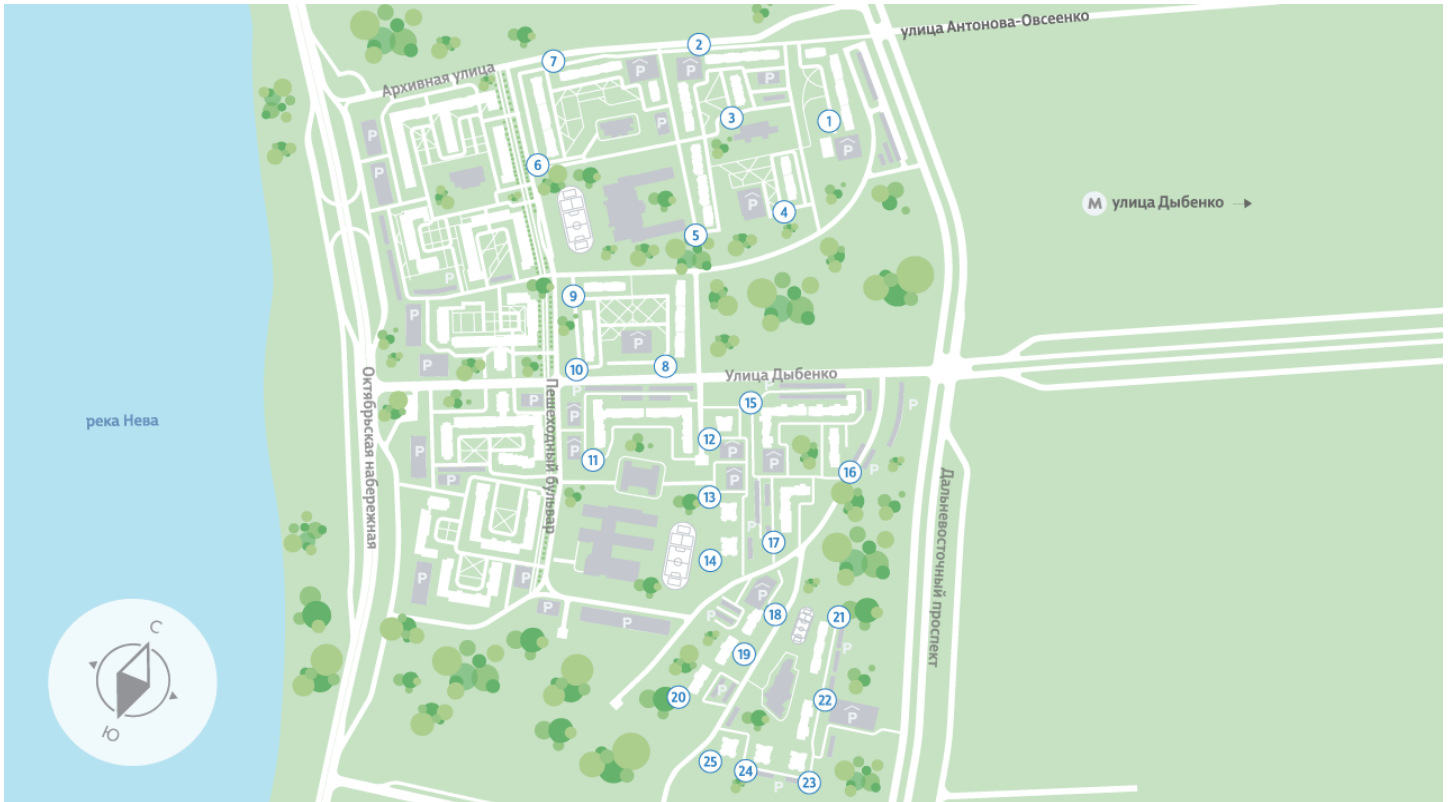 улица Антонова-Овсеенко
2
7
P
P
Архивная улица
P
3
1
P
P
P
6
P
М улица Дыбенко
P
4
5
P
9
P
P
10
8
Улица Дыбенко
P
P
P
15
P
река Нева
Октябрьская набережная
Пешеходный бульвар
12
P
P
P
11
P
16
P
P
P
13
17
P
14
Дальневосточный проспект
P
P
P
P
18
P
21
P
С
19
P
20
P
22
P
Ю
25
24
23
P